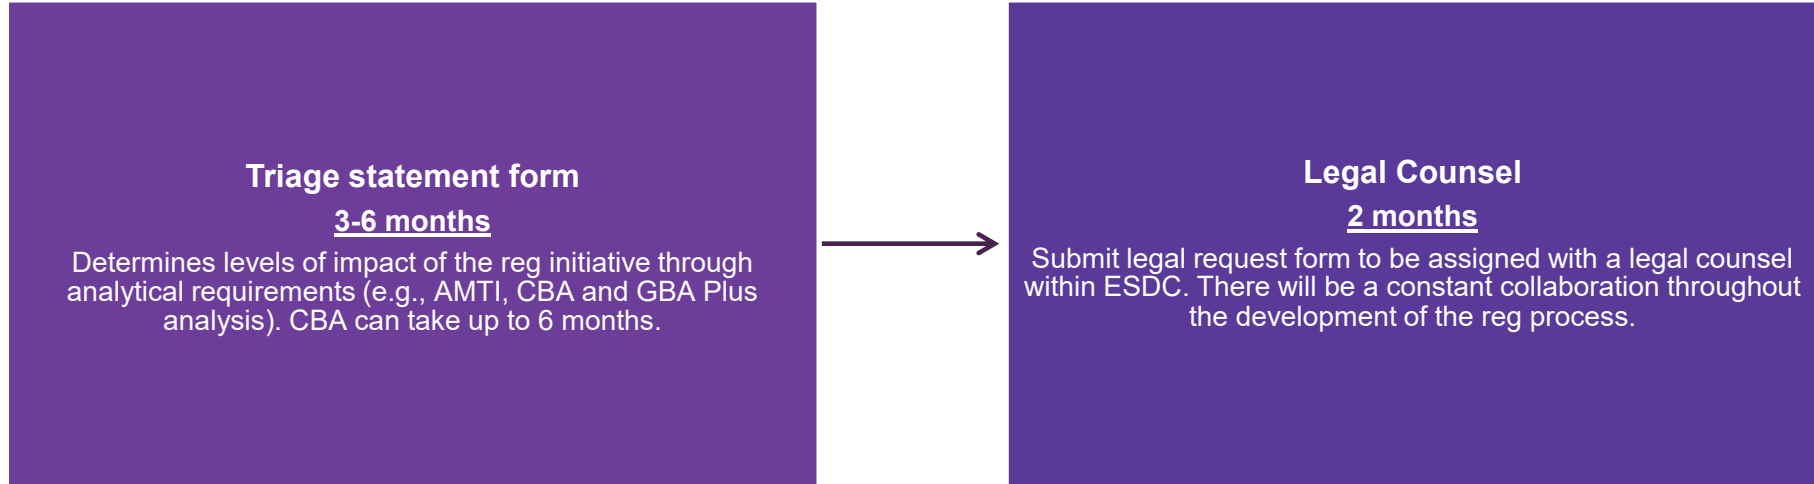 Triage statement form
3-6 months
Determines levels of impact of the reg initiative through
analytical requirements (e.g., AMTI, CBA and GBA Plus
analysis). CBA can take up to 6 months.
Legal Counsel
2 months
Submit legal request form to be assigned with a legal counsel
within ESDC. There will be a constant collaboration throughout
the development of the reg process.